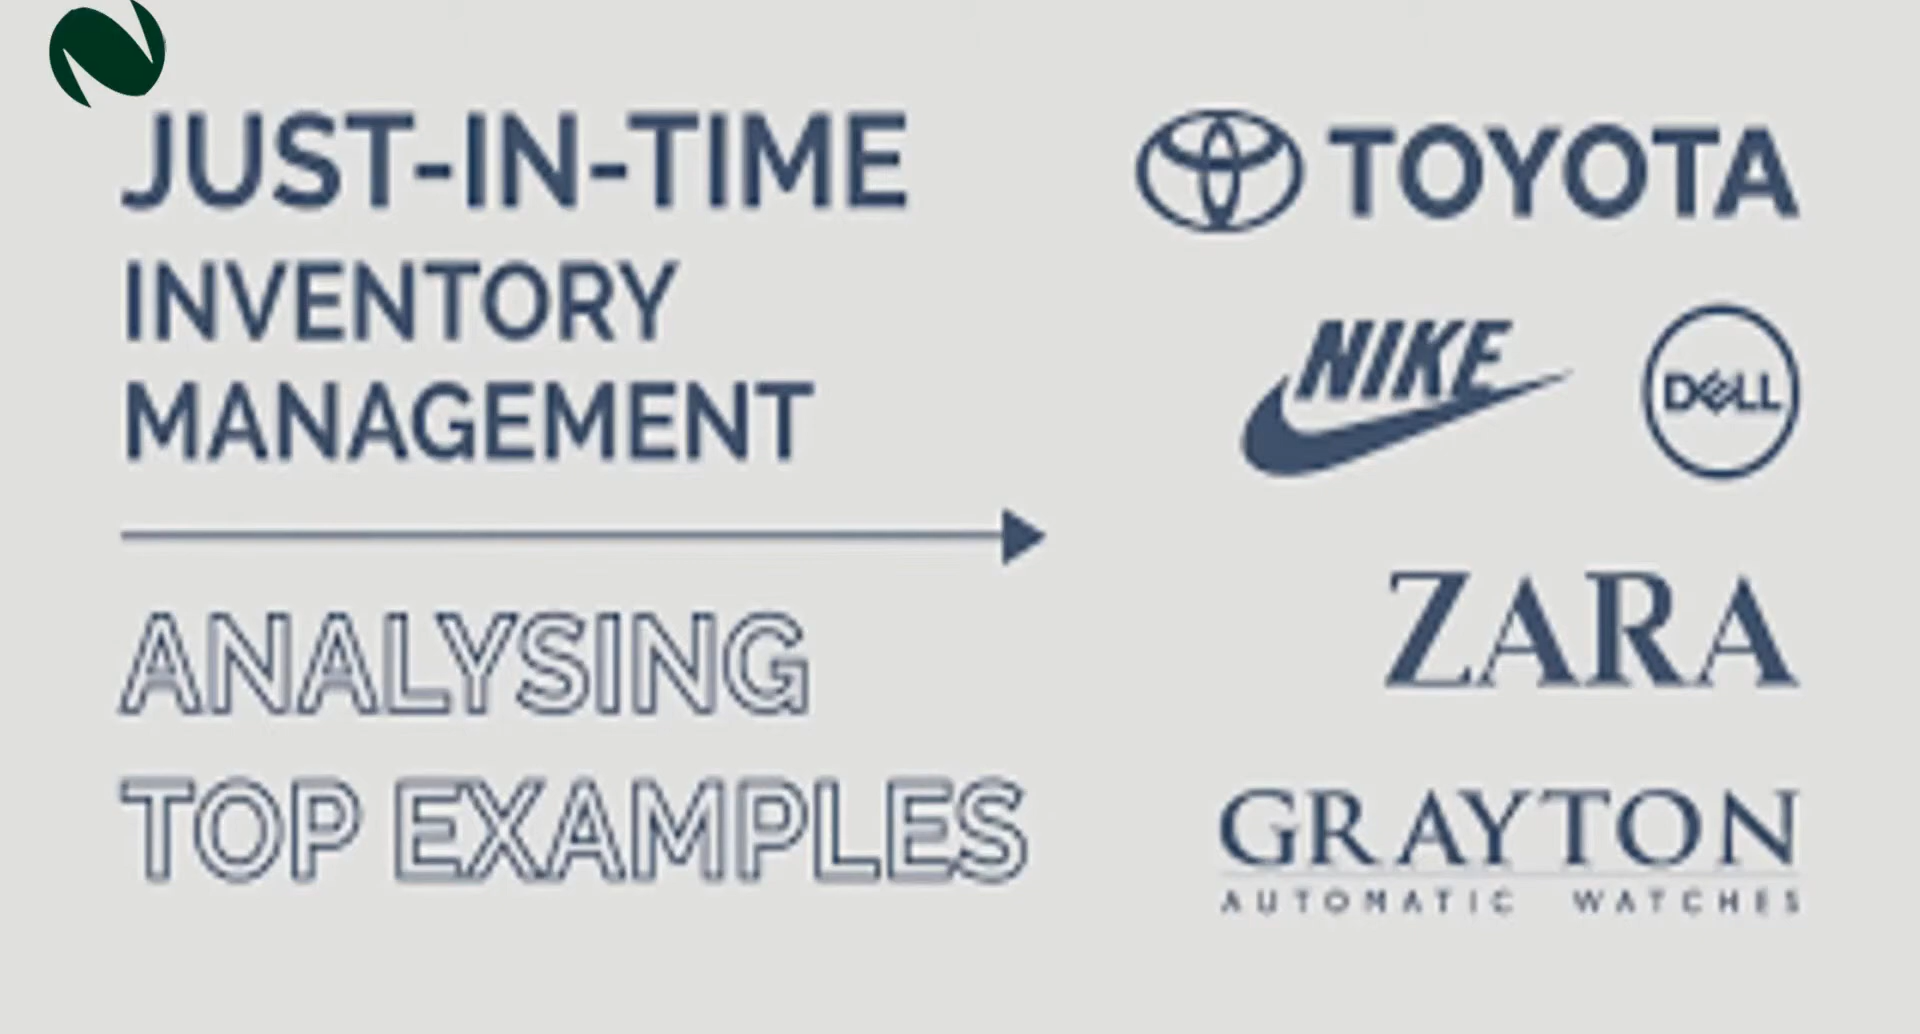 JUST-IN-TIME
INVENTORY
MANAGEMENT
ANALYSING
TOP EXAMPLES
TOYOTA
NIKE
DELL
ZARA
GRAYTON
AUTOMATIC WATCHES